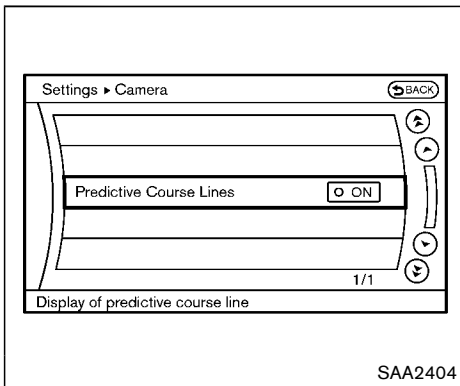 Settings ▸ Camera
BACK
Predictive Course Lines
ON
1/1
Display of predictive course line
SAA2404